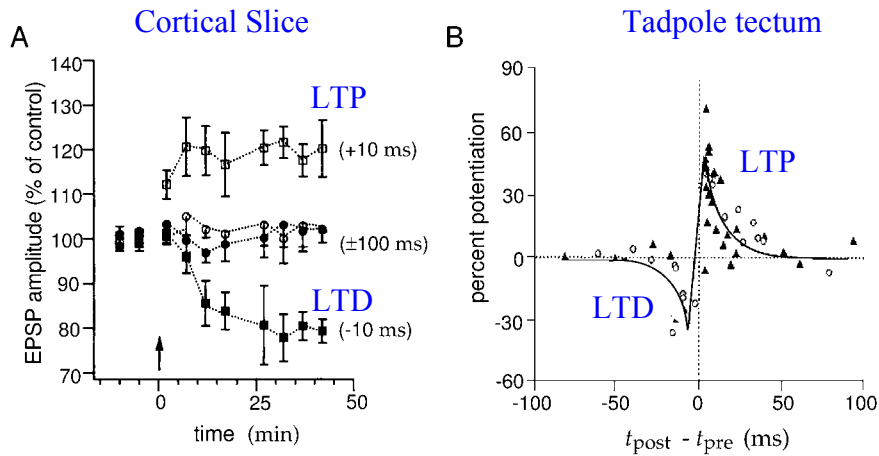 Cortical Slice
Tadpole tectum
A
EPSP amplitude (% of control)
140
130
120
110
100
90
80
70
LTP
(+10 ms)
(±100 ms)
LTD
(-10 ms)
0
25
50
time (min)
B
percent potentiation
90
60
30
0
-30
-60
LTP
LTD
-100
-50
0
50
100
t_post - t_pre (ms)